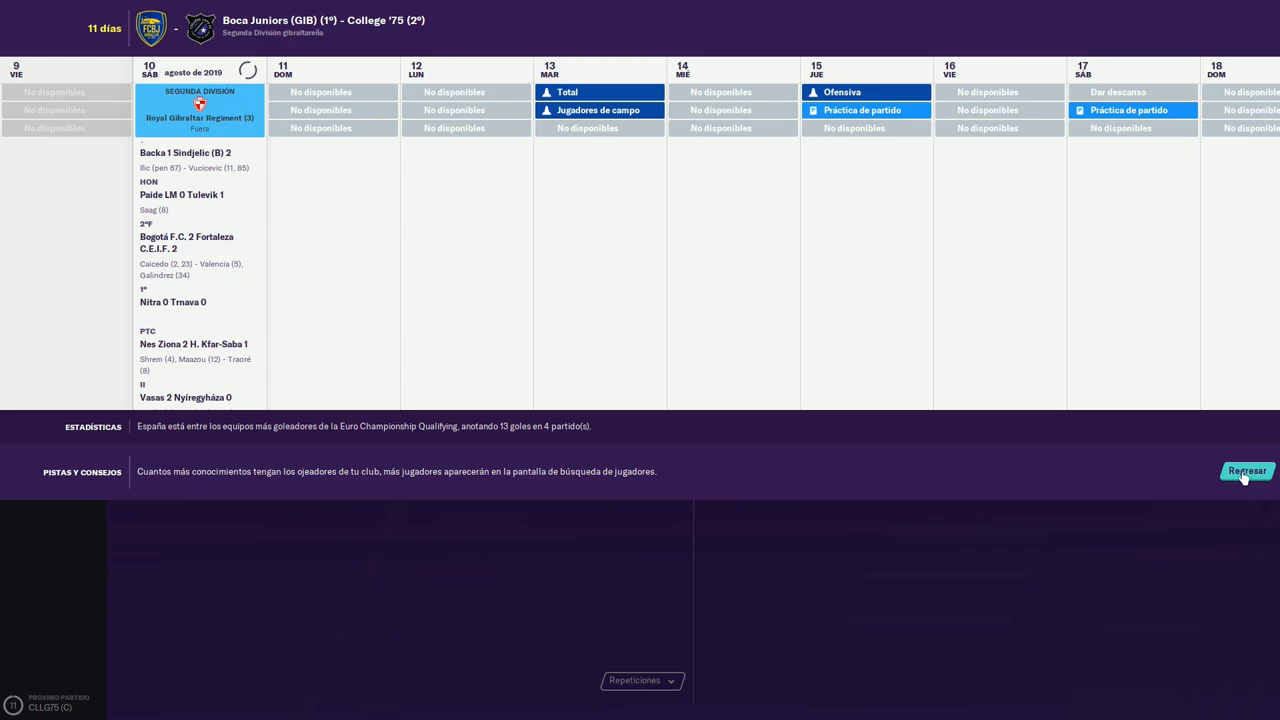 11 días
-
Boca Juniors (GIB) (1º) - College '75 (2º)
Segunda División gibraltareña
9
VIE
10
SÁB
agosto de 2019
11
DOM
12
LUN
13
MAR
14
MIÉ
15
JUE
16
VIE
17
SÁB
18
DOM
No disponibles
No disponibles
No disponibles
SEGUNDA DIVISIÓN
Royal Gibraltar Regiment (3)
Fuera
No disponibles
No disponibles
No disponibles
No disponibles
No disponibles
No disponibles
Total
Jugadores de campo
No disponibles
No disponibles
No disponibles
No disponibles
Ofensiva
Práctica de partido
No disponibles
No disponibles
No disponibles
No disponibles
Dar descanso
Práctica de partido
No disponibles
No disponible
No disponible
No disponible
Backa 1 Sindjelic (B) 2
Ilic (pen 67) - Vucicevic (11, 85)
HON
Paide LM 0 Tulevik 1
Saag (8)
2ªF
Bogotá F.C. 2 Fortaleza
C.E.I.F. 2
Caicedo (2, 23) - Valencia (5),
Galindrez (34)
1ª
Nitra 0 Trnava 0
PTC
Nes Ziona 2 H. Kfar-Saba 1
Shrem (4), Maazou (12) - Traoré
(8)
II
Vasas 2 Nyíregyháza 0
ESTADÍSTICAS
España está entre los equipos más goleadores de la Euro Championship Qualifying, anotando 13 goles en 4 partido(s).
PISTAS Y CONSEJOS
Cuantos más conocimientos tengan los ojeadores de tu club, más jugadores aparecerán en la pantalla de búsqueda de jugadores.
Regresar
Repeticiones
11
PRÓXIMO PARTIDO
CLLG75 (C)